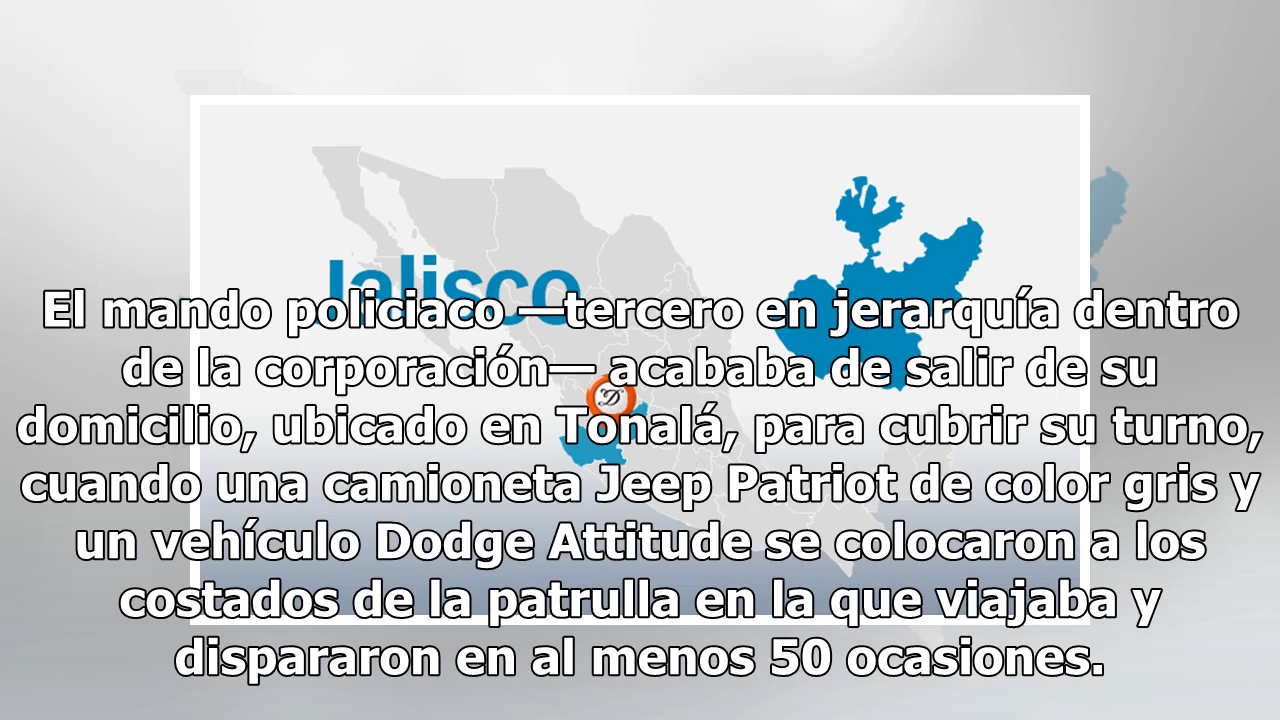 Jalisco
El mando policiaco —tercero en jerarquía dentro
de la corporación— acababa de salir de su
domicilio, ubicado en Tonalá, para cubrir su turno,
cuando una camioneta Jeep Patriot de color gris y
un vehículo Dodge Attitude se colocaron a los
costados de la patrulla en la que viajaba y
dispararon en al menos 50 ocasiones.